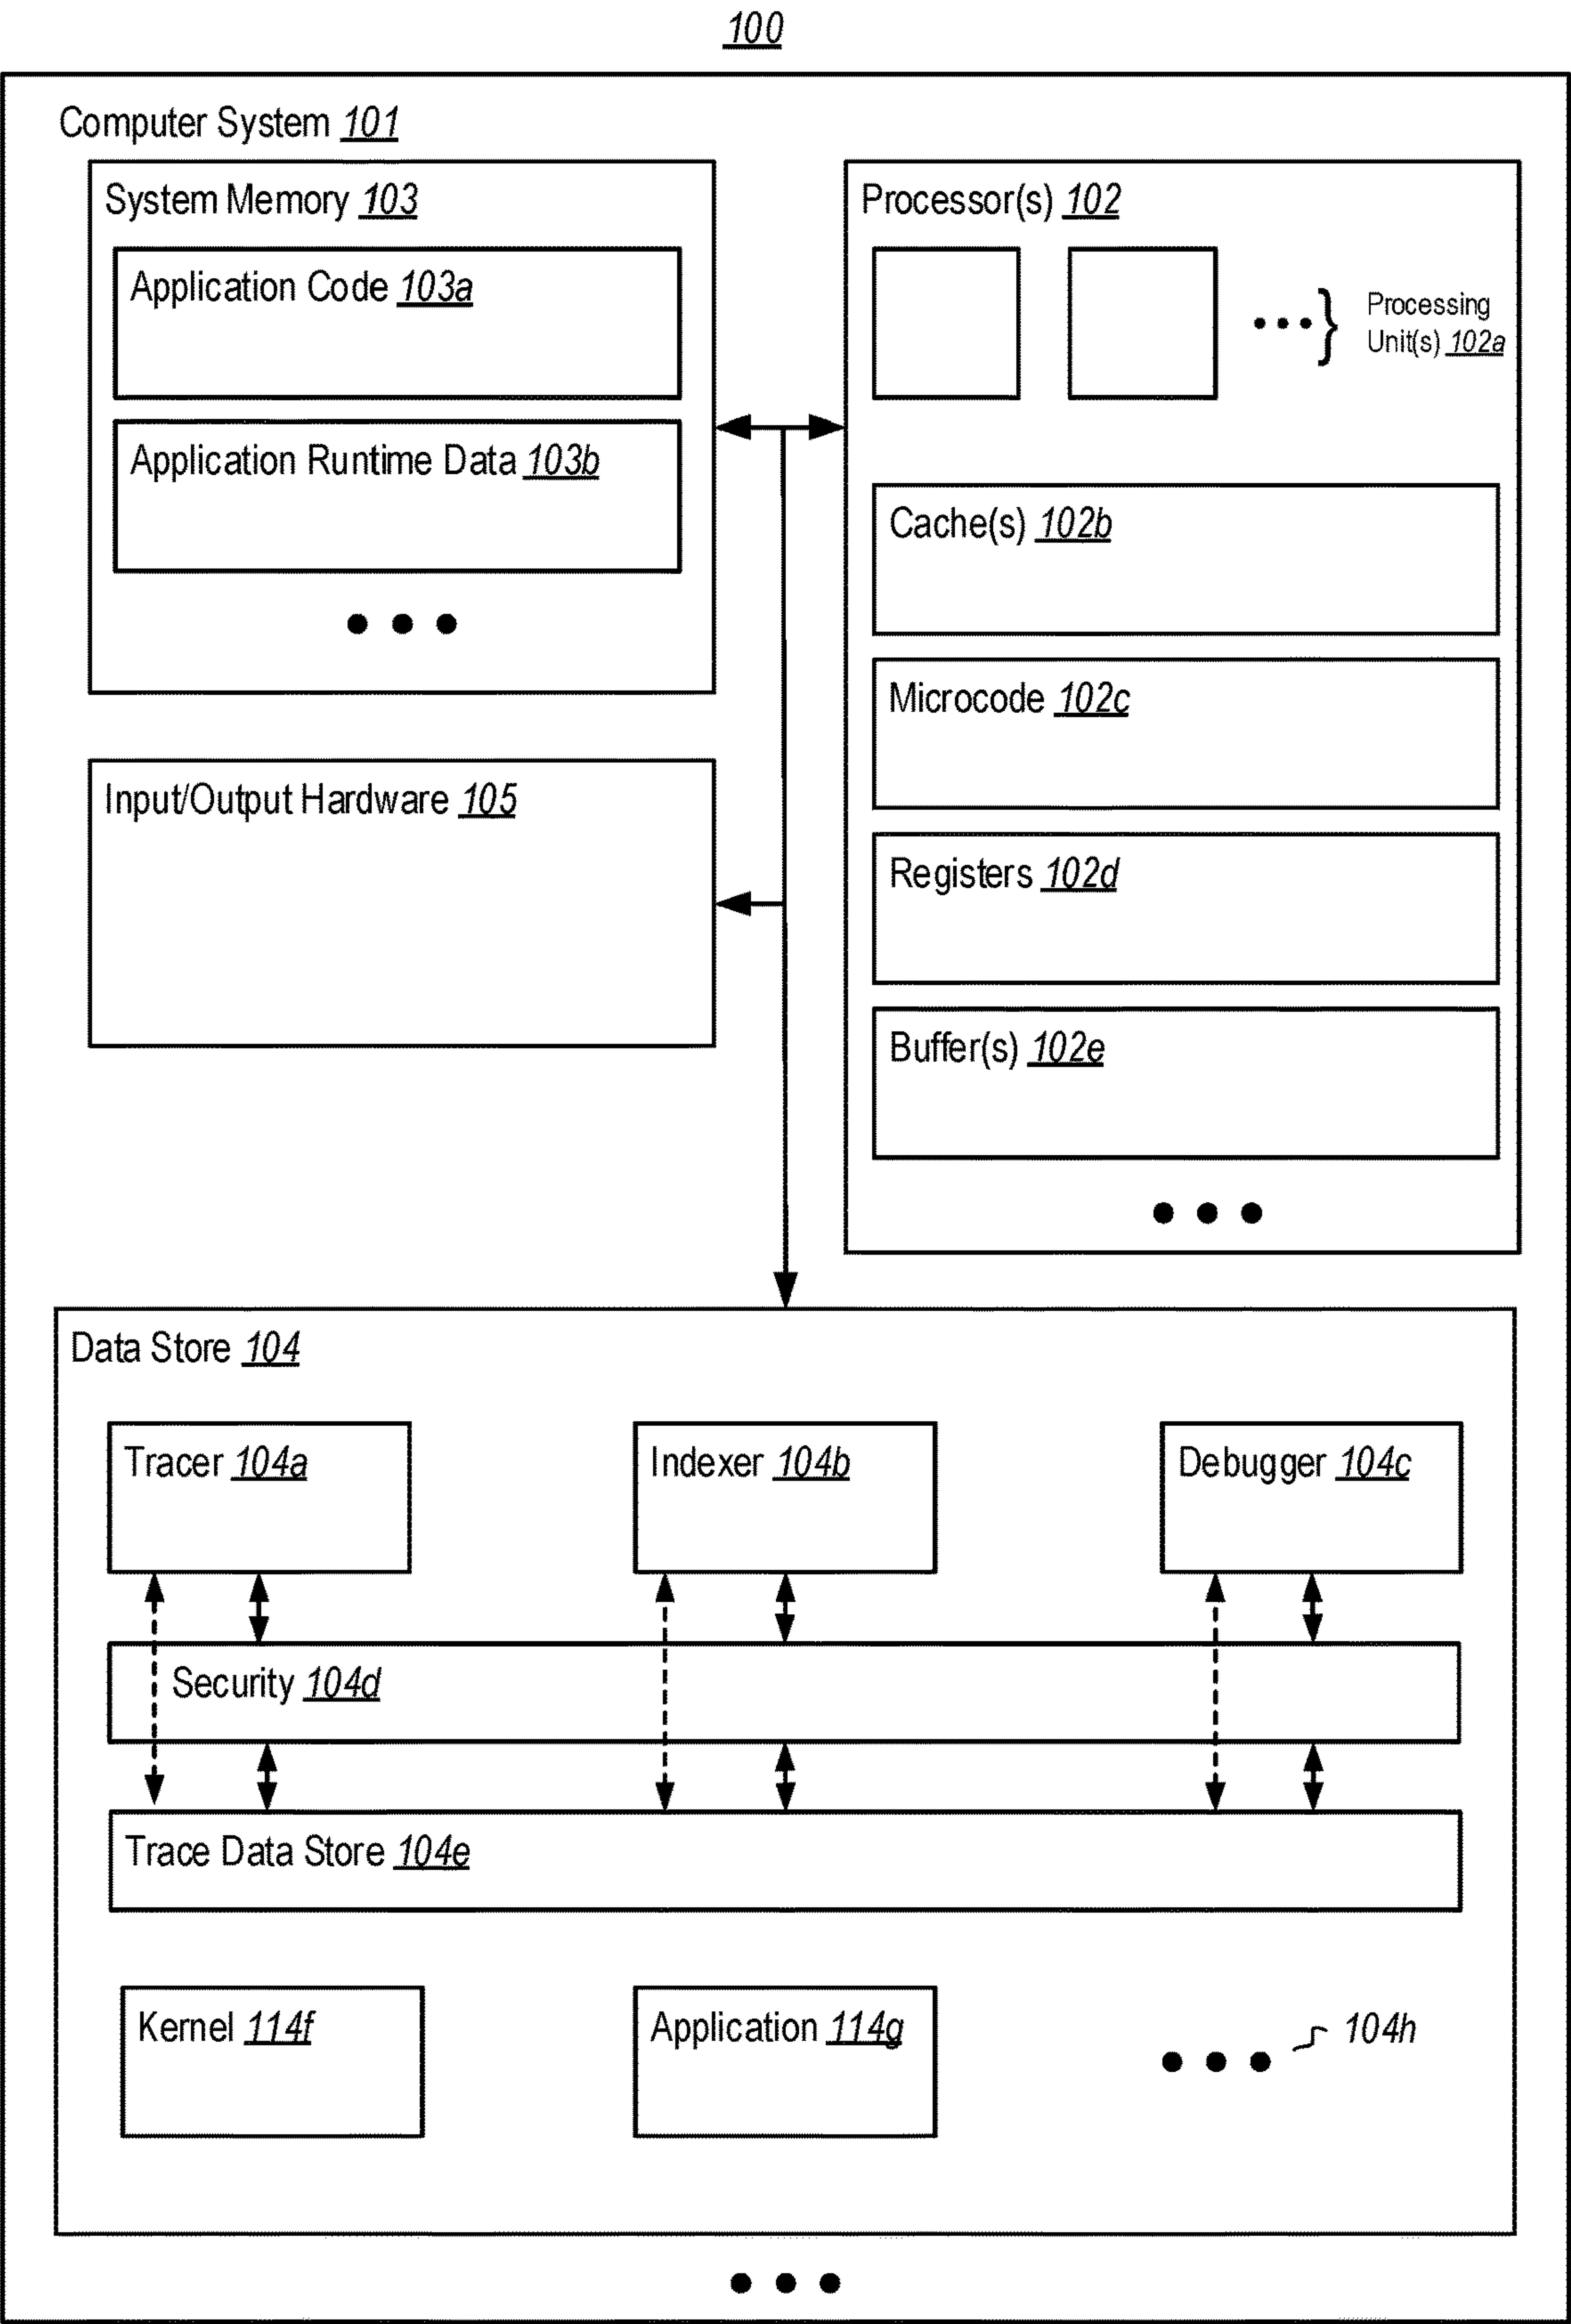 100
Computer System 101
System Memory 103
Application Code 103a
Application Runtime Data 103b
Input/Output Hardware 105
Processor(s) 102
Processing
Unit(s) 102a
Cache(s) 102b
Microcode 102c
Registers 102d
Buffer(s) 102e
Data Store 104
Tracer 104a
Indexer 104b
Debugger 104c
Security 104d
Trace Data Store 104e
Kernel 114f
Application 114g
104h